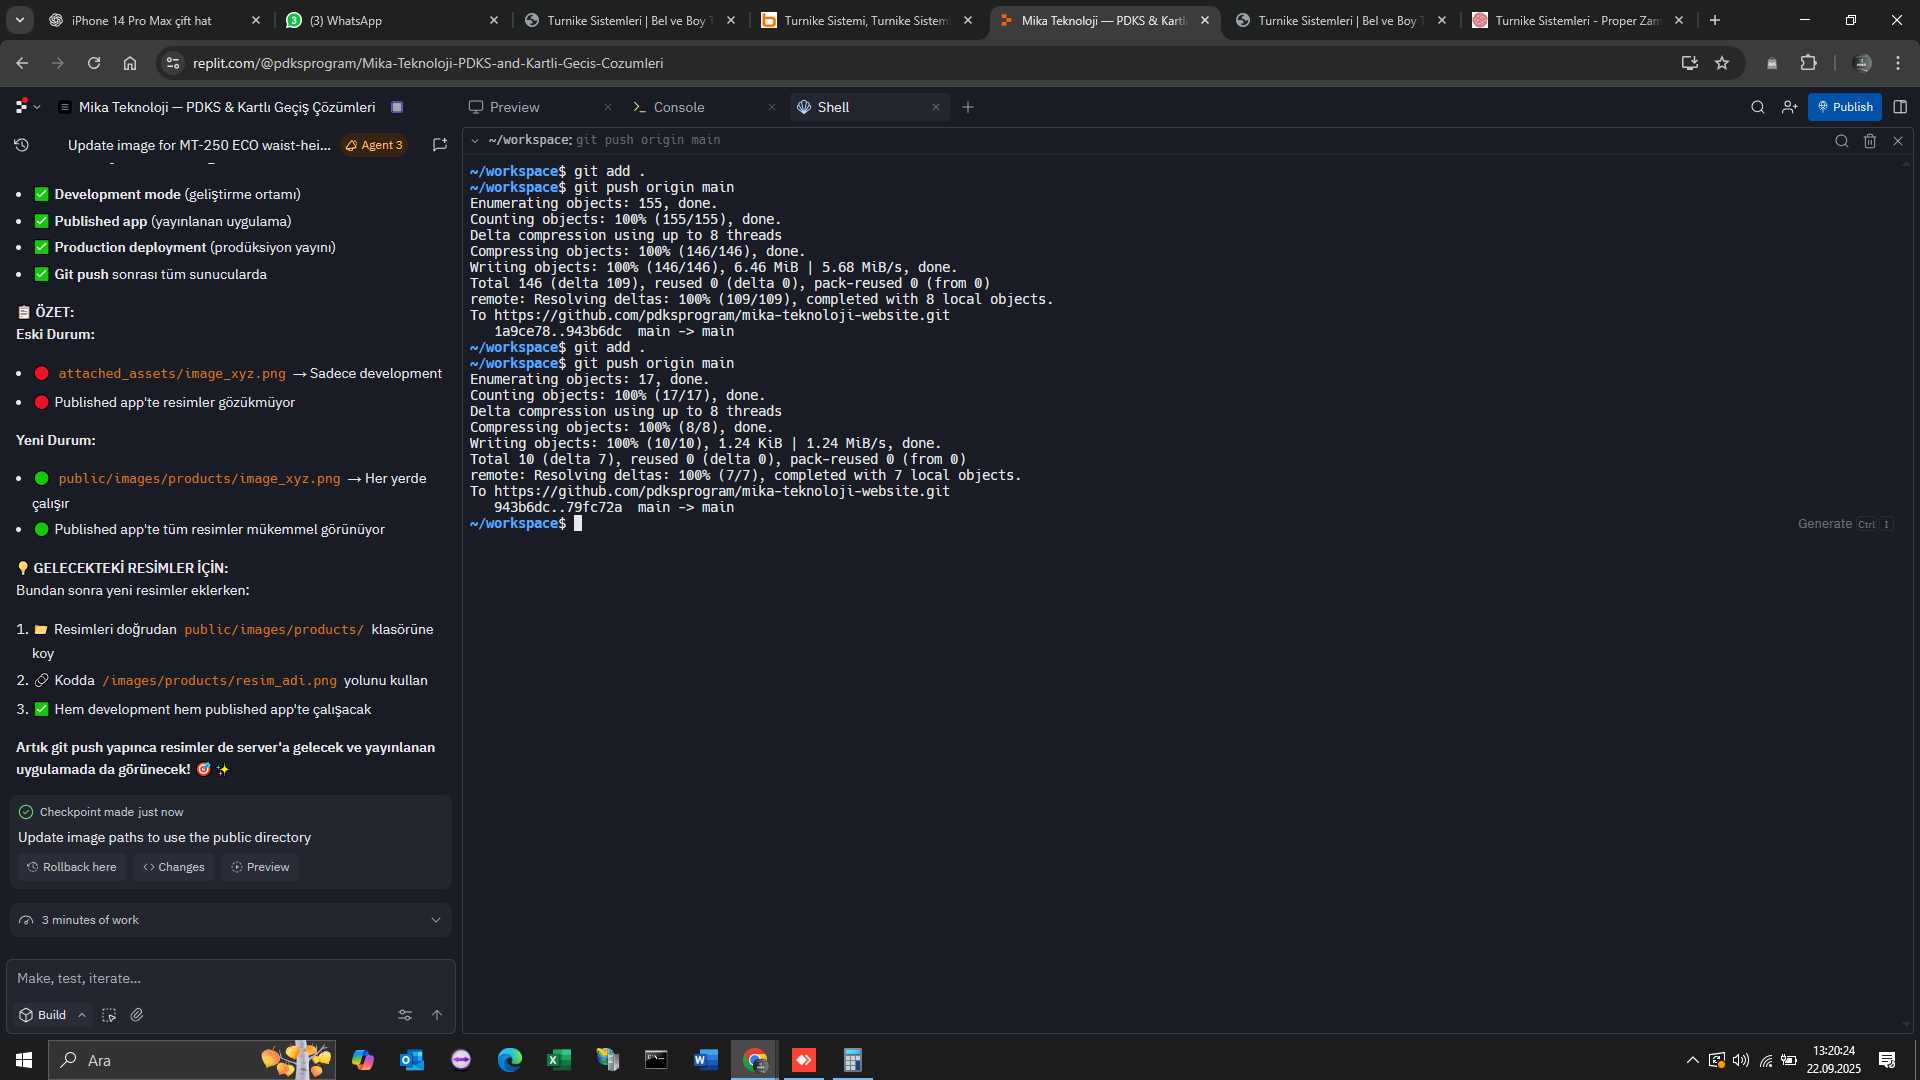 iPhone 14 Pro Max çift hat
(3) WhatsApp
Turnike Sistemleri | Bel ve Boy T
Turnike Sistemi, Turnike Sistem
Mika Teknoloji — PDKS & Kartlı
Turnike Sistemleri | Bel ve Boy T
Turnike Sistemleri - Proper Zam
replit.com/@pdksprogram/Mika-Teknoloji-PDKS-and-Kartli-Gecis-Cozumleri
Mika Teknoloji — PDKS & Kartlı Geçiş Çözümleri
Preview
Console
Shell
Publish
Update image for MT-250 ECO waist-hei...
Agent 3
~/workspace: git push origin main
Development mode (geliştirme ortamı)
Published app (yayınlanan uygulama)
Production deployment (prodüksiyon yayını)
Git push sonrası tüm sunucularda
ÖZET:
Eski Durum:
attached_assets/image_xyz.png → Sadece development
Published app'te resimler gözükmüyor
Yeni Durum:
public/images/products/image_xyz.png → Her yerde
çalışır
Published app'te tüm resimler mükemmel görünüyor
GELECEKTEKİ RESİMLER İÇİN:
Bundan sonra yeni resimler eklerken:
1. Resimleri doğrudan public/images/products/ klasörüne
koy
2. Kodda /images/products/resim_adi.png yolunu kullan
3. Hem development hem published app'te çalışacak
Artık git push yapınca resimler de server'a gelecek ve yayınlanan
uygulamada da görünecek!
Checkpoint made just now
Update image paths to use the public directory
Rollback here
Changes
Preview
3 minutes of work
Make, test, iterate...
Build
~/workspace$ git add .
~/workspace$ git push origin main
Enumerating objects: 155, done.
Counting objects: 100% (155/155), done.
Delta compression using up to 8 threads
Compressing objects: 100% (146/146), done.
Writing objects: 100% (146/146), 6.46 MiB | 5.68 MiB/s, done.
Total 146 (delta 109), reused 0 (delta 0), pack-reused 0 (from 0)
remote: Resolving deltas: 100% (109/109), completed with 8 local objects.
To https://github.com/pdksprogram/mika-teknoloji-website.git
1a9ce78..943b6dc  main -> main
~/workspace$ git add .
~/workspace$ git push origin main
Enumerating objects: 17, done.
Counting objects: 100% (17/17), done.
Delta compression using up to 8 threads
Compressing objects: 100% (8/8), done.
Writing objects: 100% (10/10), 1.24 KiB | 1.24 MiB/s, done.
Total 10 (delta 7), reused 0 (delta 0), pack-reused 0 (from 0)
remote: Resolving deltas: 100% (7/7), completed with 7 local objects.
To https://github.com/pdksprogram/mika-teknoloji-website.git
943b6dc..79fc72a  main -> main
~/workspace$
Generate Ctrl I
Ara
13:20:24
22.09.2025